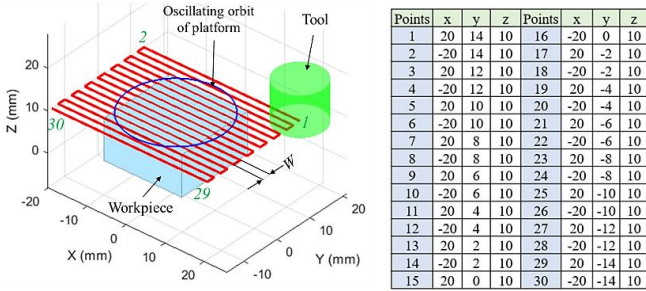 Oscillating orbit
of platform
Tool
2
1
30
29
W
Workpiece
Z (mm)
20
10
0
-20
-10
0
10
20
X (mm)
-10
0
10
20
Y (mm)
Points x y z Points x y z
1 20 14 10 16 -20 0 10
2 -20 14 10 17 20 -2 10
3 20 12 10 18 -20 -2 10
4 -20 12 10 19 20 -4 10
5 20 10 10 20 -20 -4 10
6 -20 10 10 21 20 -6 10
7 20 8 10 22 -20 -6 10
8 -20 8 10 23 20 -8 10
9 20 6 10 24 -20 -8 10
10 -20 6 10 25 20 -10 10
11 20 4 10 26 -20 -10 10
12 -20 4 10 27 20 -12 10
13 20 2 10 28 -20 -12 10
14 -20 2 10 29 20 -14 10
15 20 0 10 30 -20 -14 10